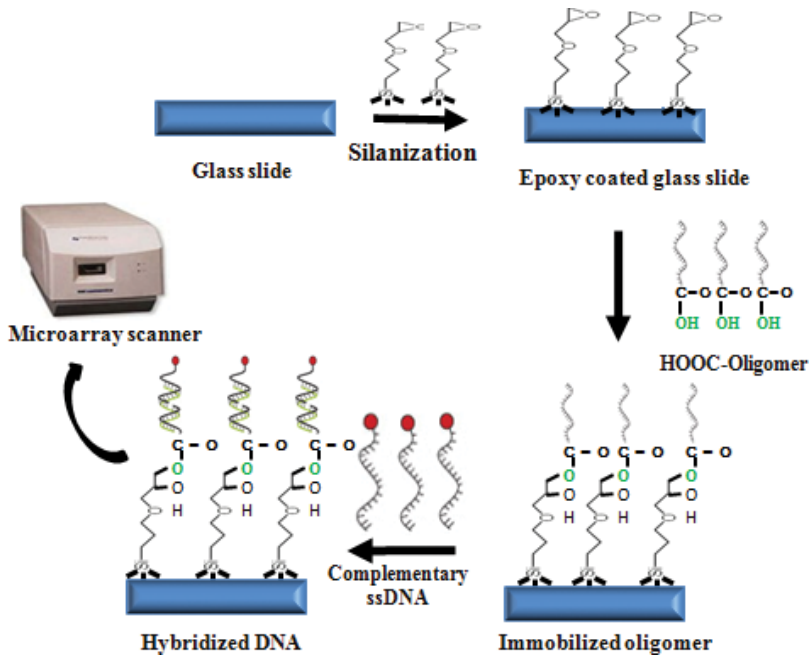 Silanization
Glass slide
Epoxy coated glass slide
C-O C-O C-O
OH OH OH
HOOC-Oligomer
Microarray scanner
C-O C-O C-O
O O O
O O O
H H H
C-O C-O C-O
O O O
O O O
H H H
Complementary
ssDNA
Hybridized DNA
Immobilized oligomer